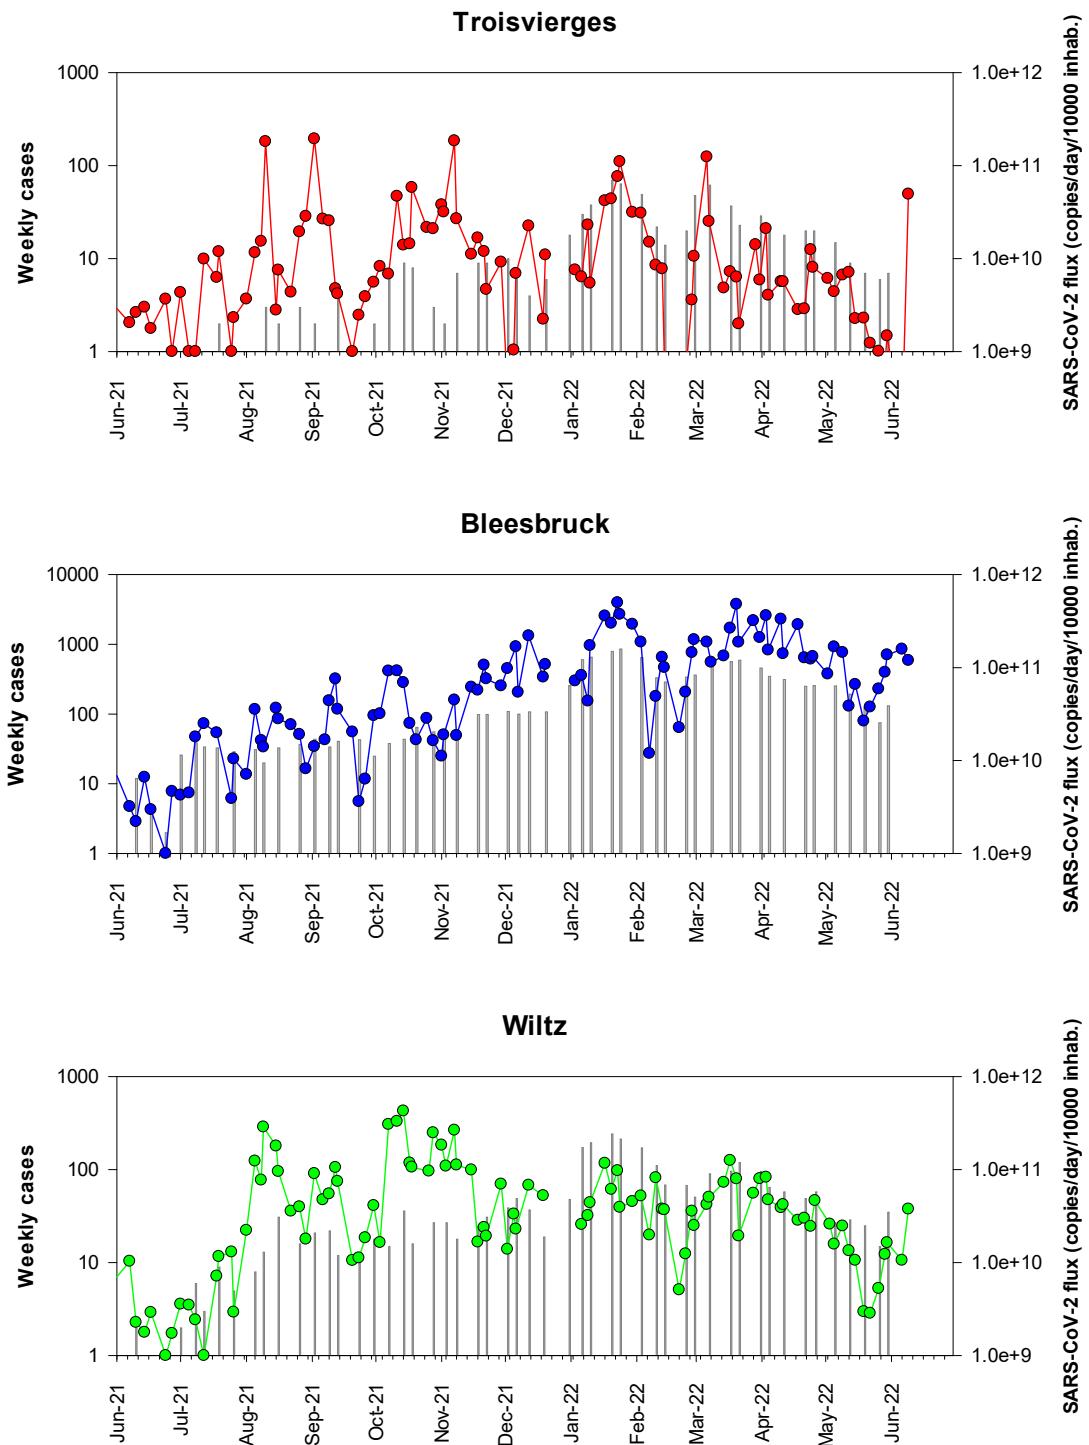 Troisvierges
Weekly cases
SARS-CoV-2 flux (copies/day/10000 inhab.)
1000
100
10
1
1.0e+12
1.0e+11
1.0e+10
1.0e+9
Jun-21
Jul-21
Aug-21
Sep-21
Oct-21
Nov-21
Dec-21
Jan-22
Feb-22
Mar-22
Apr-22
May-22
Jun-22
Bleesbruck
Weekly cases
SARS-CoV-2 flux (copies/day/10000 inhab.)
10000
1000
100
10
1
1.0e+12
1.0e+11
1.0e+10
1.0e+9
Jun-21
Jul-21
Aug-21
Sep-21
Oct-21
Nov-21
Dec-21
Jan-22
Feb-22
Mar-22
Apr-22
May-22
Jun-22
Wiltz
Weekly cases
SARS-CoV-2 flux (copies/day/10000 inhab.)
1000
100
10
1
1.0e+12
1.0e+11
1.0e+10
1.0e+9
Jun-21
Jul-21
Aug-21
Sep-21
Oct-21
Nov-21
Dec-21
Jan-22
Feb-22
Mar-22
Apr-22
May-22
Jun-22